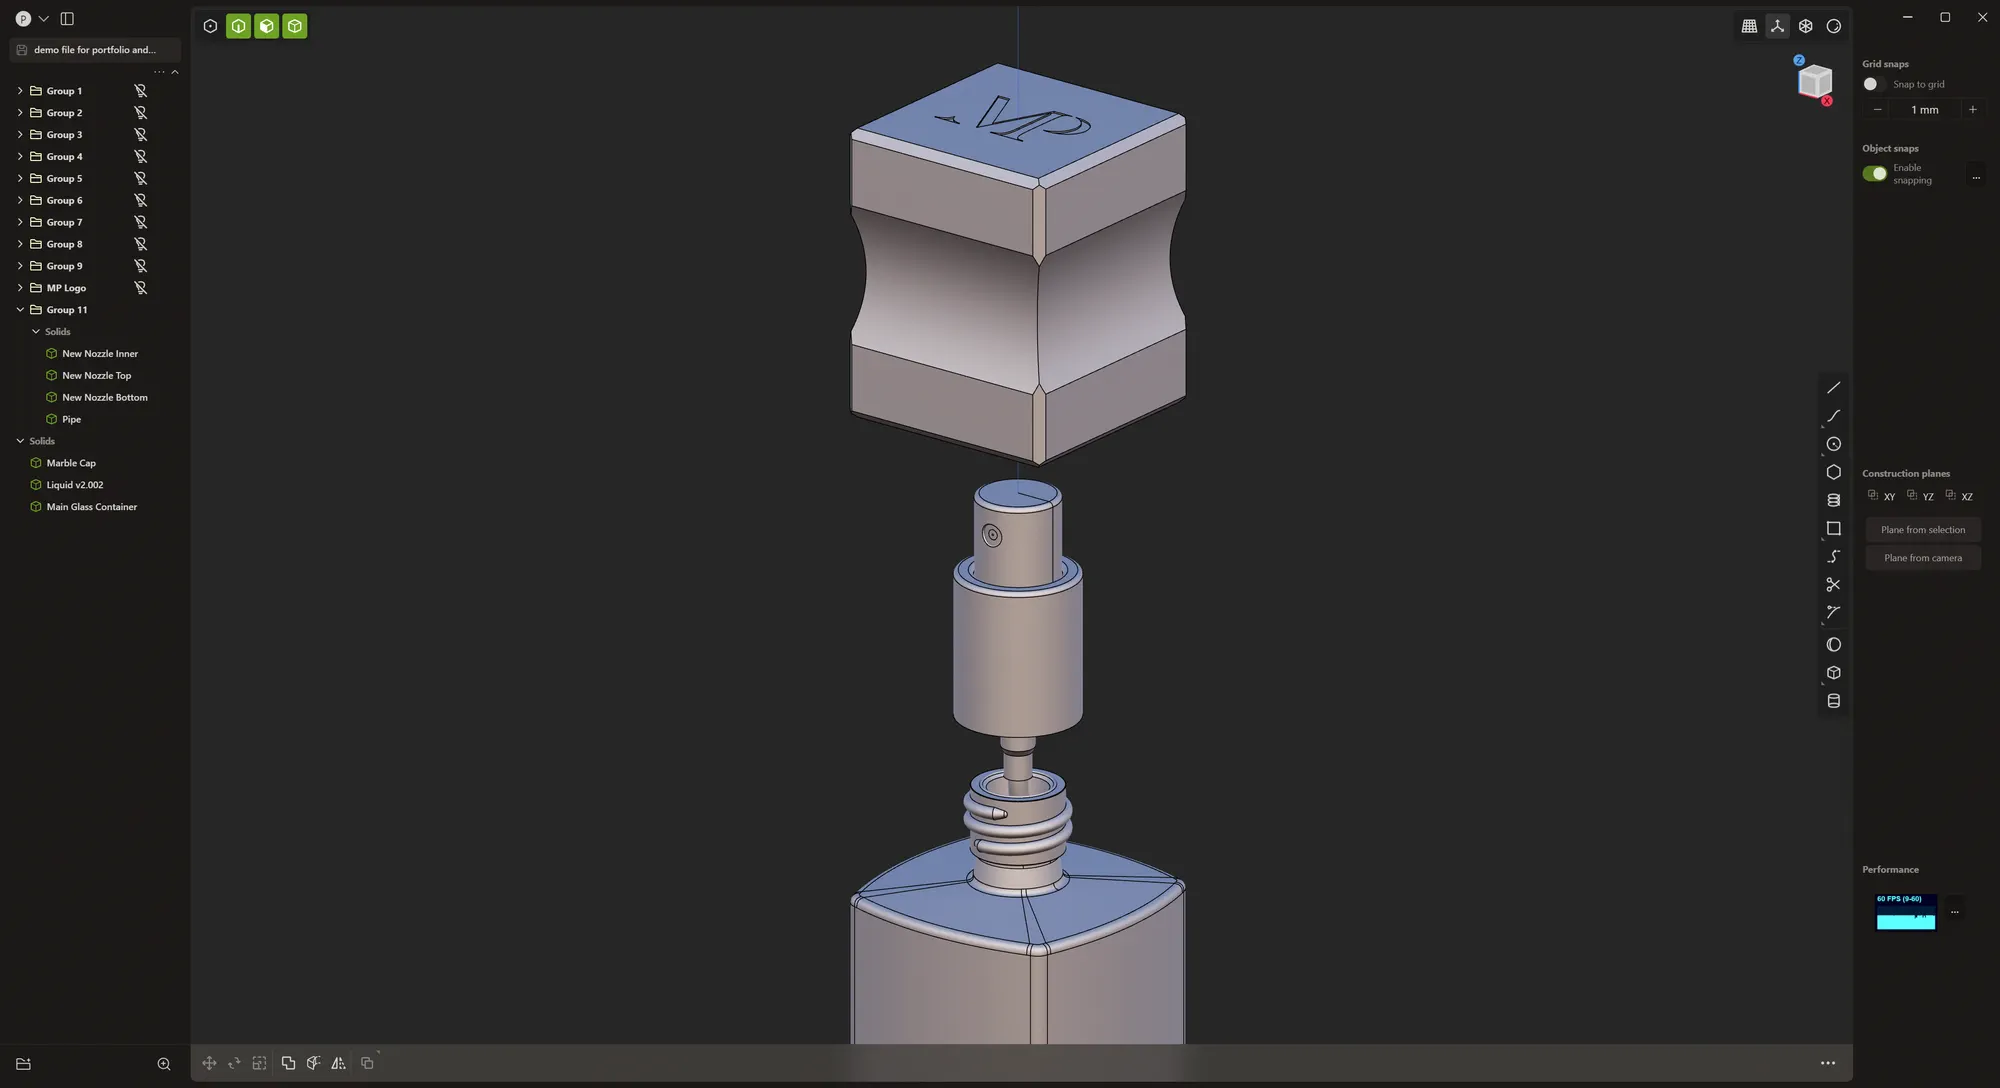 P
demo file for portfolio and...
Group 1
Group 2
Group 3
Group 4
Group 5
Group 6
Group 7
Group 8
Group 9
MP Logo
Group 11
Solids
New Nozzle Inner
New Nozzle Top
New Nozzle Bottom
Pipe
Solids
Marble Cap
Liquid v2.002
Main Glass Container
MP
Z
X
Grid snaps
Snap to grid
1 mm
Object snaps
Enable
snapping
Construction planes
XY YZ XZ
Plane from selection
Plane from camera
Performance
60 FPS (9-60)